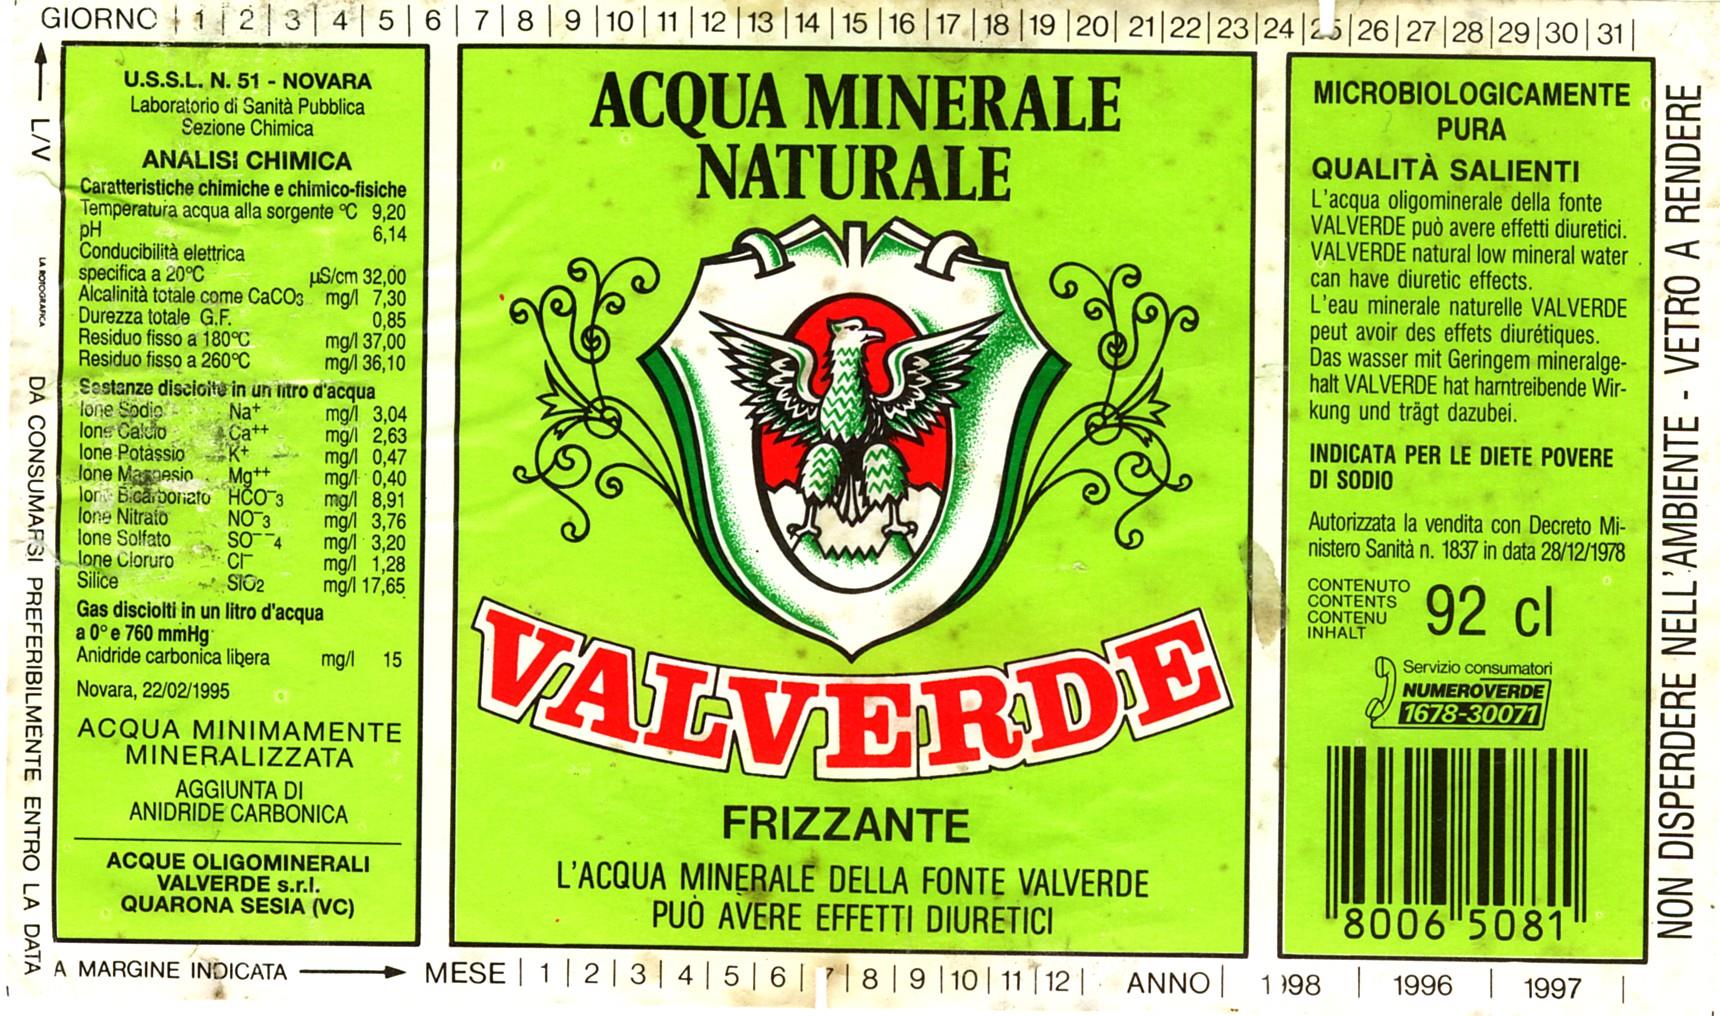 GIORNO | 1 | 2 | 3 | 4 | 5 | 6 | 7 | 8 | 9 | 10 | 11 | 12 | 13 | 14 | 15 | 16 | 17 | 18 | 19 | 20 | 21 | 22 | 23 | 24 | 25 | 26 | 27 | 28 | 29 | 30 | 31 |
L/V
LA ROTOGRAFICA
DA CONSUMARSI PREFERIBILMENTE ENTRO LA DATA
U.S.S.L. N. 51 - NOVARA
Laboratorio di Sanità Pubblica
Sezione Chimica
ANALISI CHIMICA
Caratteristiche chimiche e chimico-fisiche
Temperatura acqua alla sorgente °C 9,20
pH 6,14
Conducibilità elettrica
specifica a 20°C µS/cm 32,00
Alcalinità totale come CaCO3 mg/l 7,30
Durezza totale G.F. 0,85
Residuo fisso a 180°C mg/l 37,00
Residuo fisso a 260°C mg/l 36,10
Sostanze disciolte in un litro d'acqua
Ione Sodio Na+ mg/l 3,04
Ione Calcio Ca++ mg/l 2,63
Ione Potassio K+ mg/l 0,47
Ione Magnesio Mg++ mg/l 0,40
Ione Bicarbonato HCO−3 mg/l 8,91
Ione Nitrato NO−3 mg/l 3,76
Ione Solfato SO−−4 mg/l 3,20
Ione Cloruro Cl− mg/l 1,28
Silice SiO2 mg/l 17,65
Gas disciolti in un litro d'acqua
a 0° e 760 mmHg
Anidride carbonica libera mg/l 15
Novara, 22/02/1995
ACQUA MINIMAMENTE
MINERALIZZATA
AGGIUNTA DI
ANIDRIDE CARBONICA
ACQUE OLIGOMINERALI
VALVERDE s.r.l.
QUARONA SESIA (VC)
ACQUA MINERALE
NATURALE
VALVERDE
FRIZZANTE
L'ACQUA MINERALE DELLA FONTE VALVERDE
PUÒ AVERE EFFETTI DIURETICI
MICROBIOLOGICAMENTE
PURA
QUALITÀ SALIENTI
L'acqua oligominerale della fonte
VALVERDE può avere effetti diuretici.
VALVERDE natural low mineral water
can have diuretic effects.
L'eau minerale naturelle VALVERDE
peut avoir des effets diurétiques.
Das wasser mit Geringem mineralge-
halt VALVERDE hat harntreibende Wir-
kung und trägt dazubei.
INDICATA PER LE DIETE POVERE
DI SODIO
Autorizzata la vendita con Decreto Mi-
nistero Sanità n. 1837 in data 28/12/1978
CONTENUTO
CONTENTS
CONTENU
INHALT
92 cl
Servizio consumatori
NUMEROVERDE
1678-30071
8006 5081
NON DISPERDERE NELL'AMBIENTE - VETRO A RENDERE
A MARGINE INDICATA
MESE | 1 | 2 | 3 | 4 | 5 | 6 | 7 | 8 | 9 | 10 | 11 | 12 | ANNO | 1998 | 1996 | 1997 |